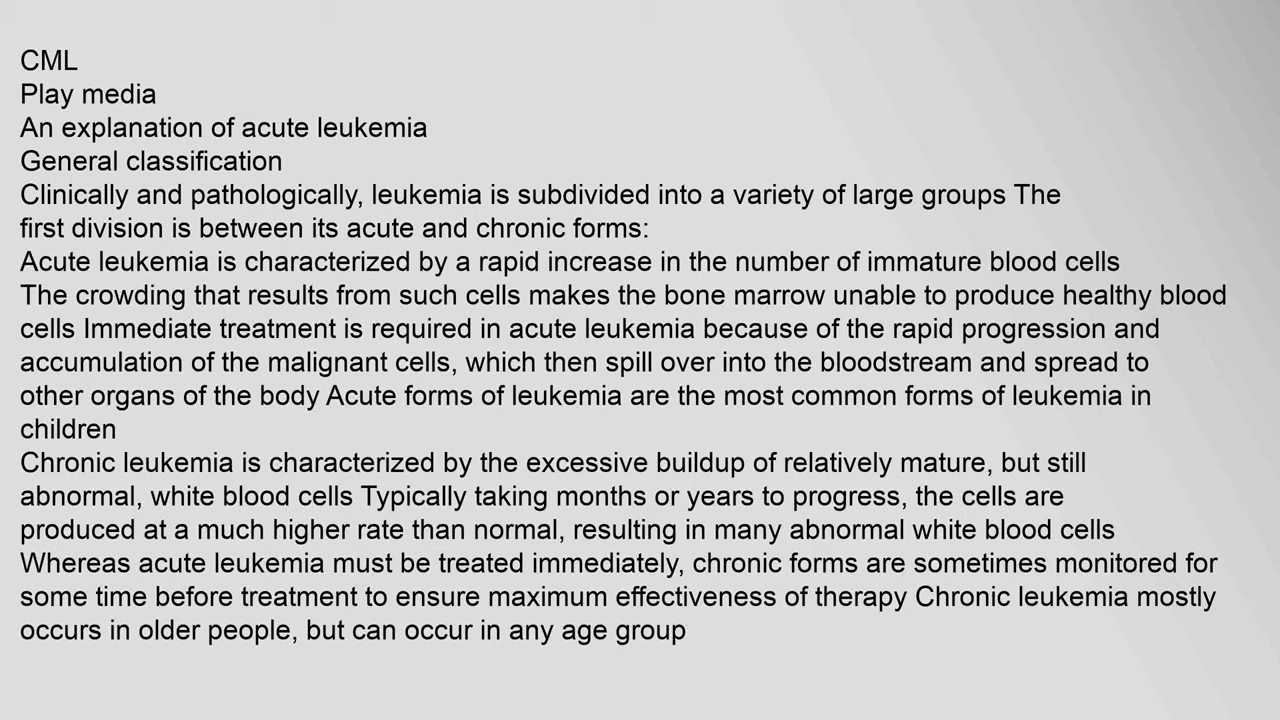 CML
Play media
An explanation of acute leukemia
General classification
Clinically and pathologically, leukemia is subdivided into a variety of large groups The
first division is between its acute and chronic forms:
Acute leukemia is characterized by a rapid increase in the number of immature blood cells
The crowding that results from such cells makes the bone marrow unable to produce healthy blood
cells Immediate treatment is required in acute leukemia because of the rapid progression and
accumulation of the malignant cells, which then spill over into the bloodstream and spread to
other organs of the body Acute forms of leukemia are the most common forms of leukemia in
children
Chronic leukemia is characterized by the excessive buildup of relatively mature, but still
abnormal, white blood cells Typically taking months or years to progress, the cells are
produced at a much higher rate than normal, resulting in many abnormal white blood cells
Whereas acute leukemia must be treated immediately, chronic forms are sometimes monitored for
some time before treatment to ensure maximum effectiveness of therapy Chronic leukemia mostly
occurs in older people, but can occur in any age group